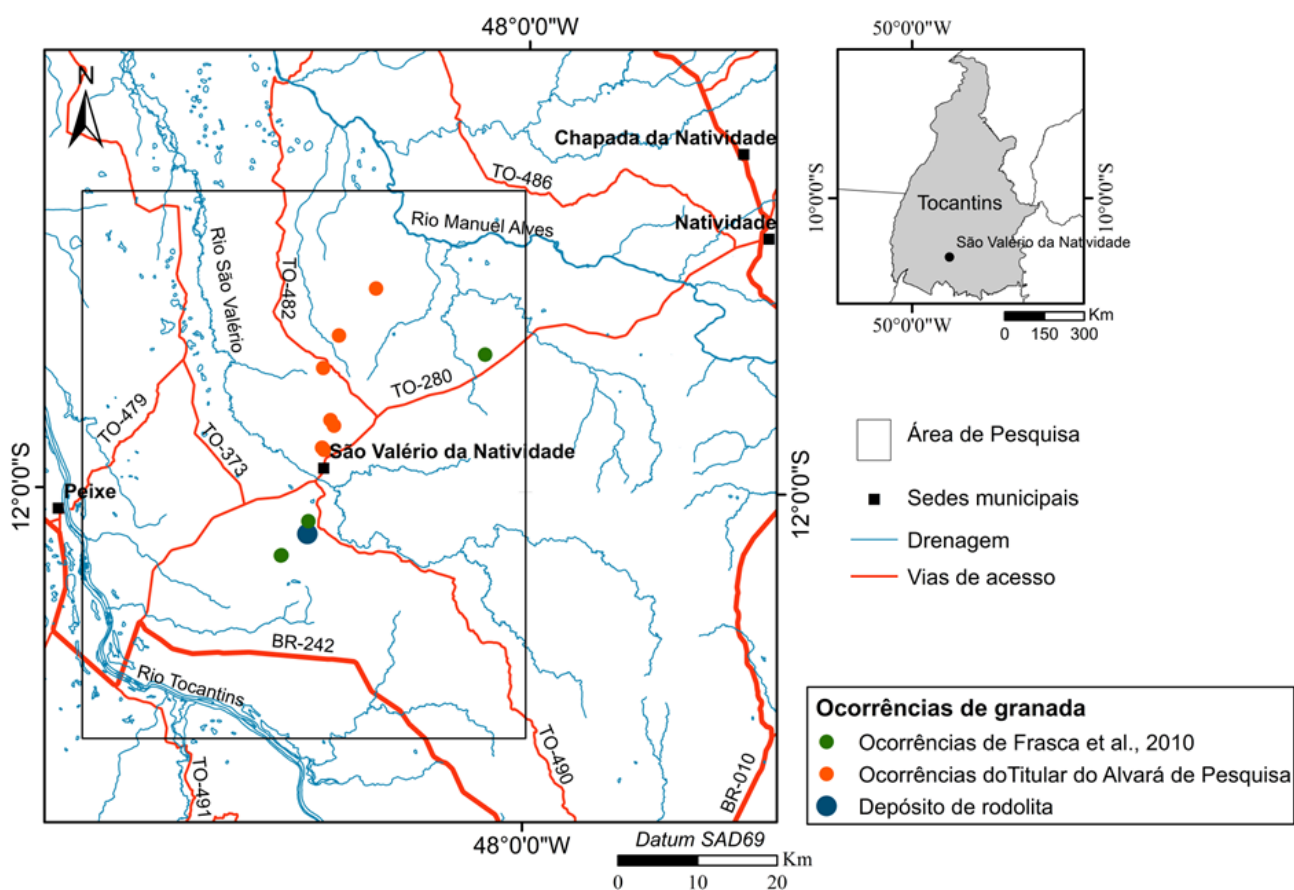 48°0'0"W
50°0'0"W
N
Chapada da Natividade
TO-486
Rio Manuel Alves
Natividade
Rio São Valério
TO-482
10°0'0"S
10°0'0"S
Tocantins
São Valério da Natividade
50°0'0"W
Km
0 150 300
TO-280
TO-479
TO-373
São Valério da Natividade
12°0'0"S
Peixe
12°0'0"S
BR-242
Rio Tocantins
TO-490
BR-010
TO-491
48°0'0"W
Datum SAD69
Km
0 10 20
Área de Pesquisa
Sedes municipais
Drenagem
Vias de acesso
Ocorrências de granada
Ocorrências de Frasca et al., 2010
Ocorrências doTitular do Alvará de Pesquisa
Depósito de rodolita